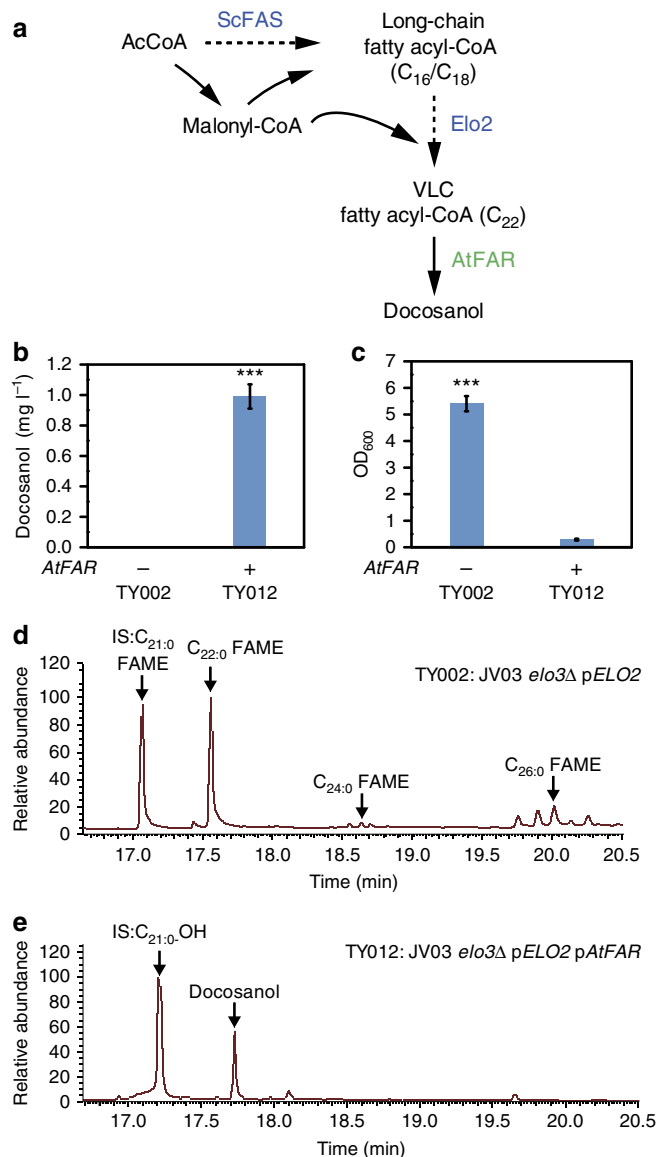 a
ScFAS
AcCoA
Long-chain
fatty acyl-CoA
(C16/C18)
Malonyl-CoA
Elo2
VLC
fatty acyl-CoA (C22)
AtFAR
Docosanol
b
Docosanol (mg l−1)
1.2
1.0
0.8
0.6
0.4
0.2
0.0
***
AtFAR − +
TY002 TY012
c
OD600
7
6
5
4
3
2
1
0
***
AtFAR − +
TY002 TY012
d
Relative abundance
120
100
80
60
40
20
0
IS:C21:0
FAME
C22:0 FAME
TY002: JV03 elo3Δ pELO2
C24:0 FAME
C26:0 FAME
17.0 17.5 18.0 18.5 19.0 19.5 20.0 20.5
Time (min)
e
Relative abundance
120
100
80
60
40
20
0
IS:C21:0-OH
TY012: JV03 elo3Δ pELO2 pAtFAR
Docosanol
17.0 17.5 18.0 18.5 19.0 19.5 20.0 20.5
Time (min)